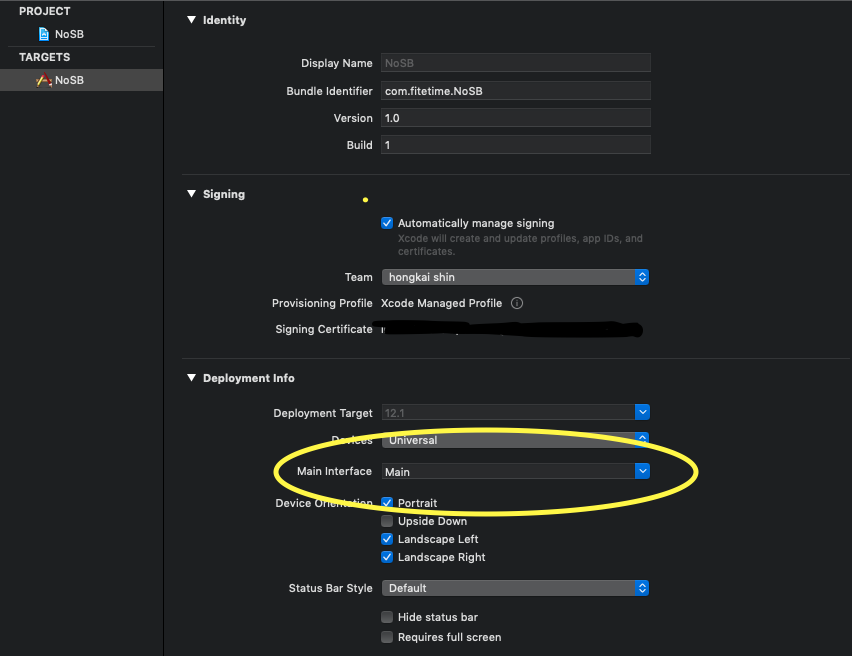 PROJECT
NoSB
TARGETS
NoSB
Identity
Display Name NoSB
Bundle Identifier com.fitetime.NoSB
Version 1.0
Build 1
Signing
Automatically manage signing
Xcode will create and update profiles, app IDs, and
certificates.
Team hongkai shin
Provisioning Profile Xcode Managed Profile
Signing Certificate
Deployment Info
Deployment Target 12.1
Devices Universal
Main Interface Main
Device Orientation Portrait
Upside Down
Landscape Left
Landscape Right
Status Bar Style Default
Hide status bar
Requires full screen